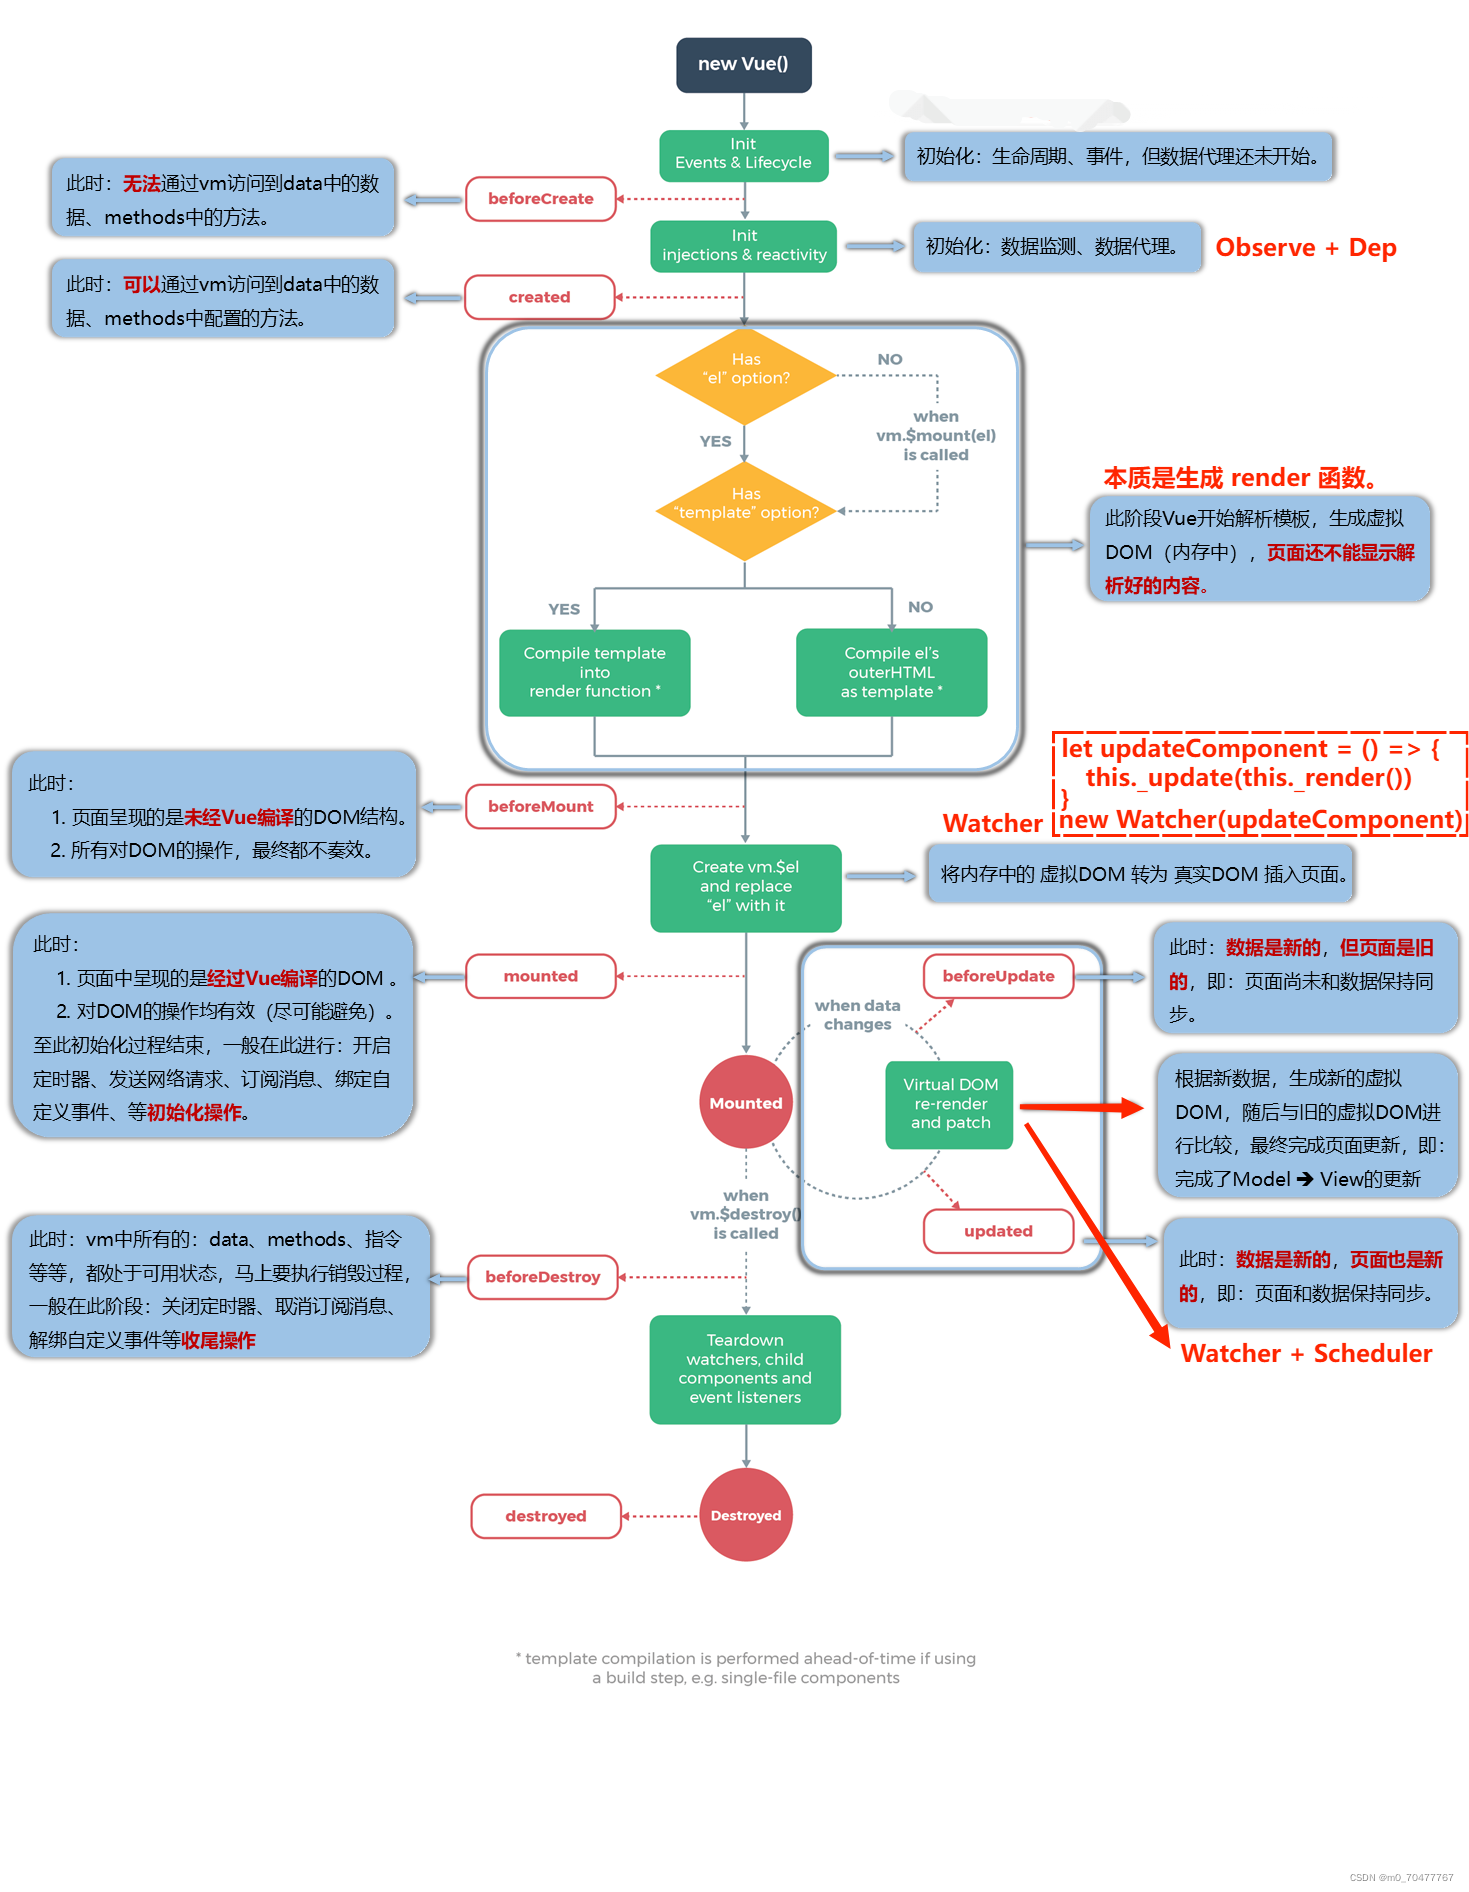 new Vue()
Init
Events & Lifecycle
初始化：生命周期、事件，但数据代理还未开始。
此时：无法通过vm访问到data中的数
据、methods中的方法。
beforeCreate
Init
injections & reactivity
初始化：数据监测、数据代理。
Observe + Dep
此时：可以通过vm访问到data中的数
据、methods中配置的方法。
created
Has
“el” option?
NO
when
vm.$mount(el)
is called
YES
Has
“template” option?
本质是生成 render 函数。
此阶段Vue开始解析模板，生成虚拟
DOM（内存中），页面还不能显示解
析好的内容。
YES
NO
Compile template
into
render function *
Compile el’s
outerHTML
as template *
此时：
1. 页面呈现的是未经Vue编译的DOM结构。
2. 所有对DOM的操作，最终都不奏效。
beforeMount
let updateComponent = () => {
this._update(this._render())
}
new Watcher(updateComponent)
Watcher
Create vm.$el
and replace
“el” with it
将内存中的 虚拟DOM 转为 真实DOM 插入页面。
此时：
1. 页面中呈现的是经过Vue编译的DOM 。
2. 对DOM的操作均有效（尽可能避免）。
至此初始化过程结束，一般在此进行：开启
定时器、发送网络请求、订阅消息、绑定自
定义事件、等初始化操作。
mounted
beforeUpdate
此时：数据是新的，但页面是旧
的，即：页面尚未和数据保持同
步。
when data
changes
Mounted
Virtual DOM
re-render
and patch
根据新数据，生成新的虚拟
DOM，随后与旧的虚拟DOM进
行比较，最终完成页面更新，即：
完成了Model ➔ View的更新
when
vm.$destroy()
is called
updated
此时：数据是新的，页面也是新
的，即：页面和数据保持同步。
Watcher + Scheduler
此时：vm中所有的：data、methods、指令
等等，都处于可用状态，马上要执行销毁过程，
一般在此阶段：关闭定时器、取消订阅消息、
解绑自定义事件等收尾操作
beforeDestroy
Teardown
watchers, child
components and
event listeners
destroyed
Destroyed
* template compilation is performed ahead-of-time if using
a build step, e.g. single-file components
CSDN @m0_70477767